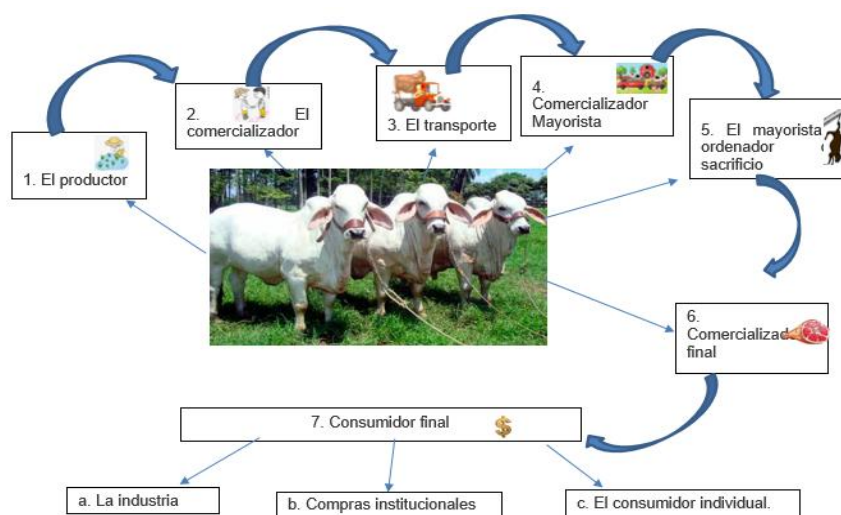 1. El productor
2. El
comercializador
3. El transporte
4.
Comercializador
Mayorista
5. El mayorista
ordenador
sacrificio
6.
final
7. Consumidor final
$
a. La industria
b. Compras institucionales
c. El consumidor individual.